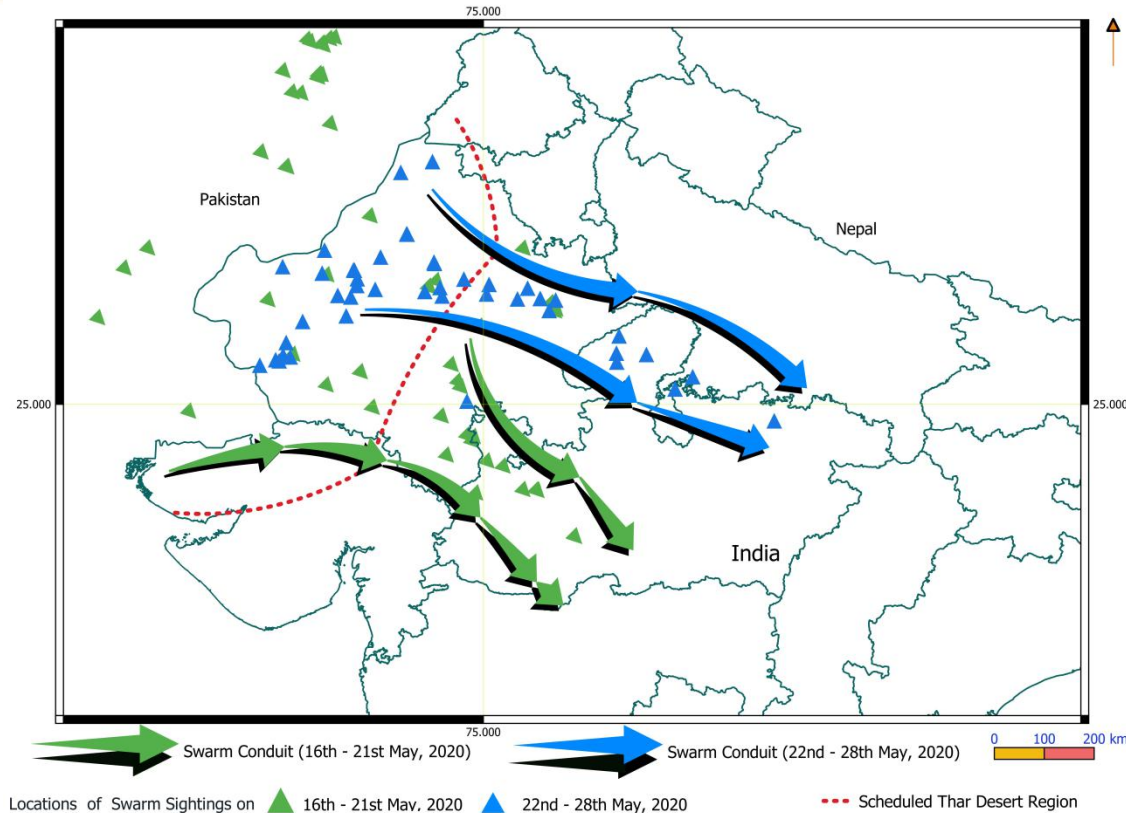 75.000
Pakistan
Nepal
25.000
25.000
India
75.000
Swarm Conduit (16th - 21st May, 2020)
Swarm Conduit (22nd - 28th May, 2020)
0 100 200 km
Locations of Swarm Sightings on 16th - 21st May, 2020 22nd - 28th May, 2020 Scheduled Thar Desert Region